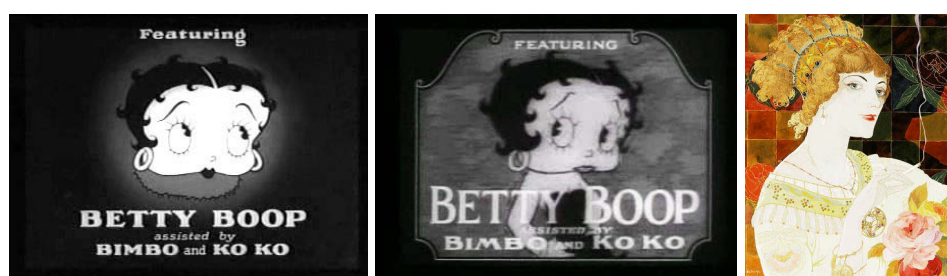 Featuring
BETTY BOOP
assisted by
BIMBO and KO KO
FEATURING
BETTY BOOP
ASSISTED BY
BIMBO AND KO KO